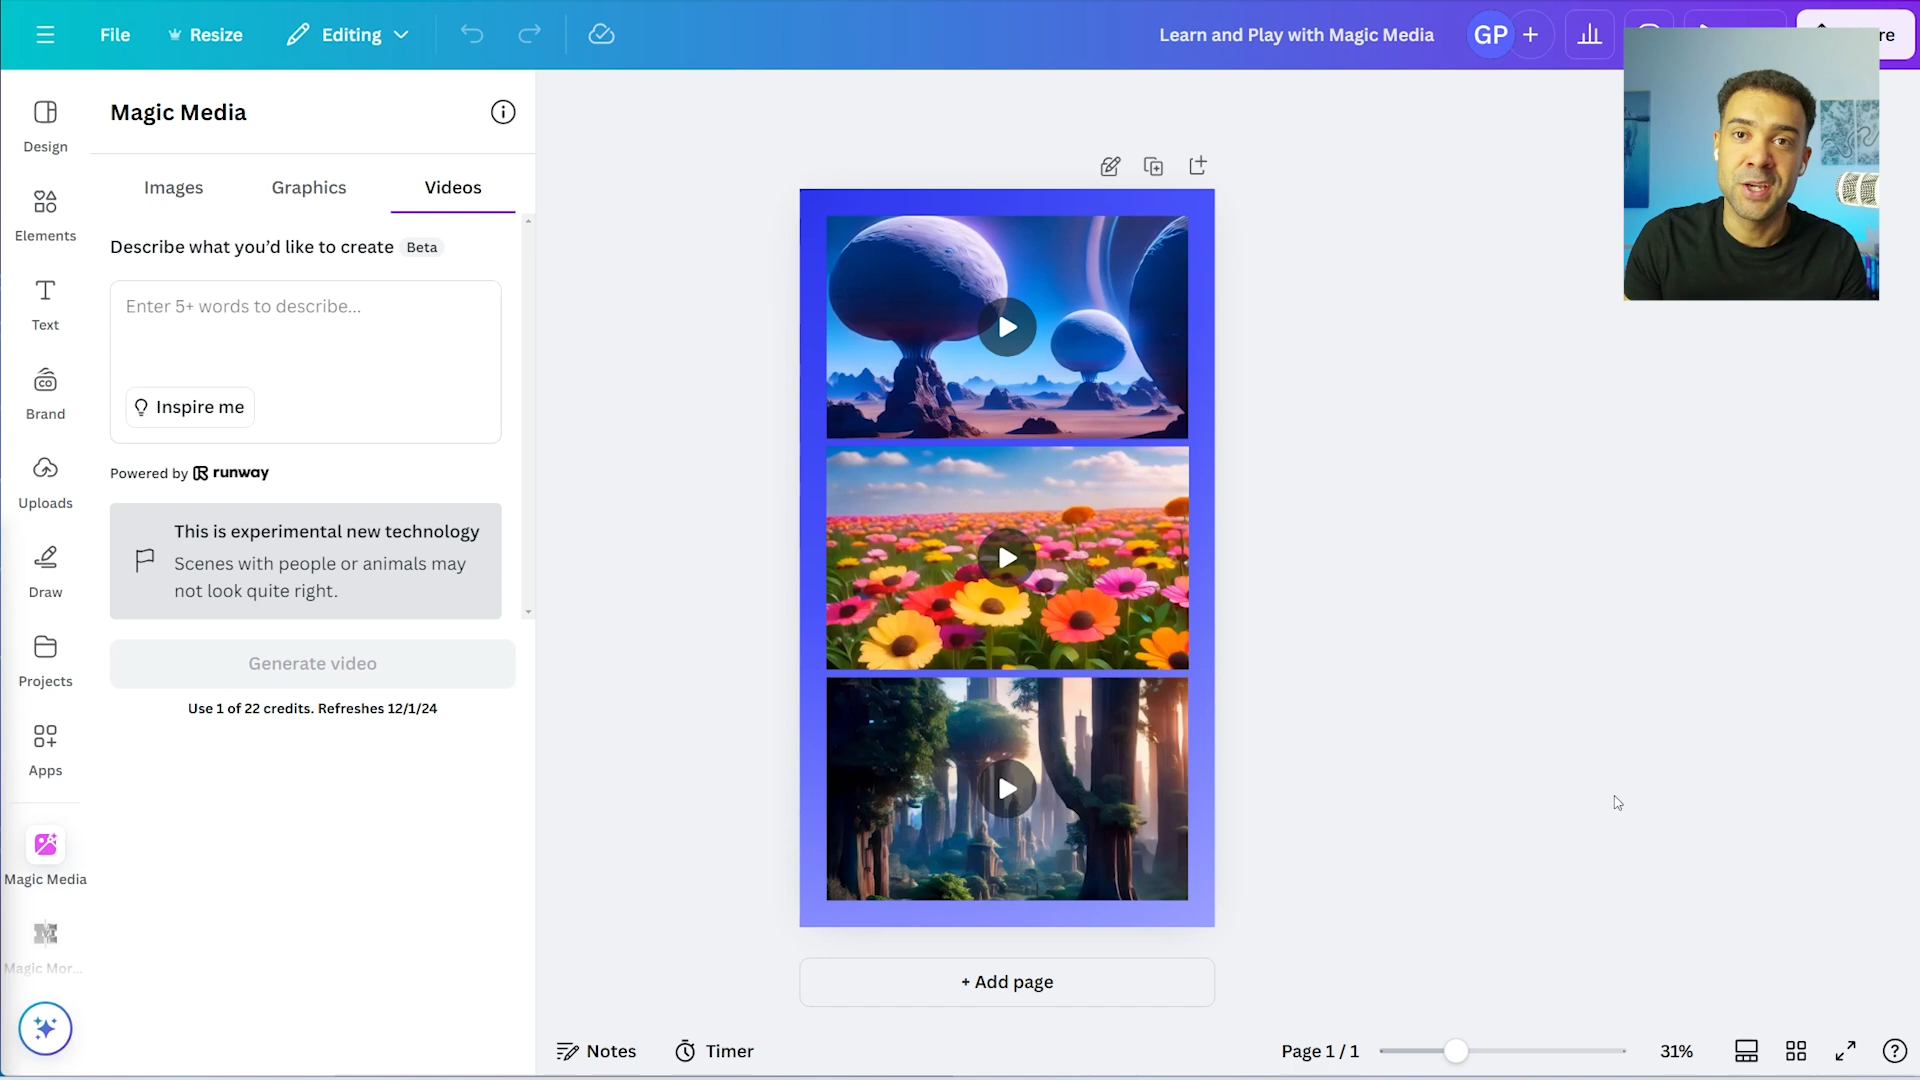 File
Resize
Editing
Learn and Play with Magic Media
GP
Design
Elements
Text
Brand
Uploads
Draw
Projects
Apps
Magic Media
Magic Mor...
Magic Media
Images
Graphics
Videos
Describe what you’d like to create
Beta
Enter 5+ words to describe...
Inspire me
Powered by runway
This is experimental new technology
Scenes with people or animals may
not look quite right.
Generate video
Use 1 of 22 credits. Refreshes 12/1/24
+ Add page
Notes
Timer
Page 1 / 1
31%